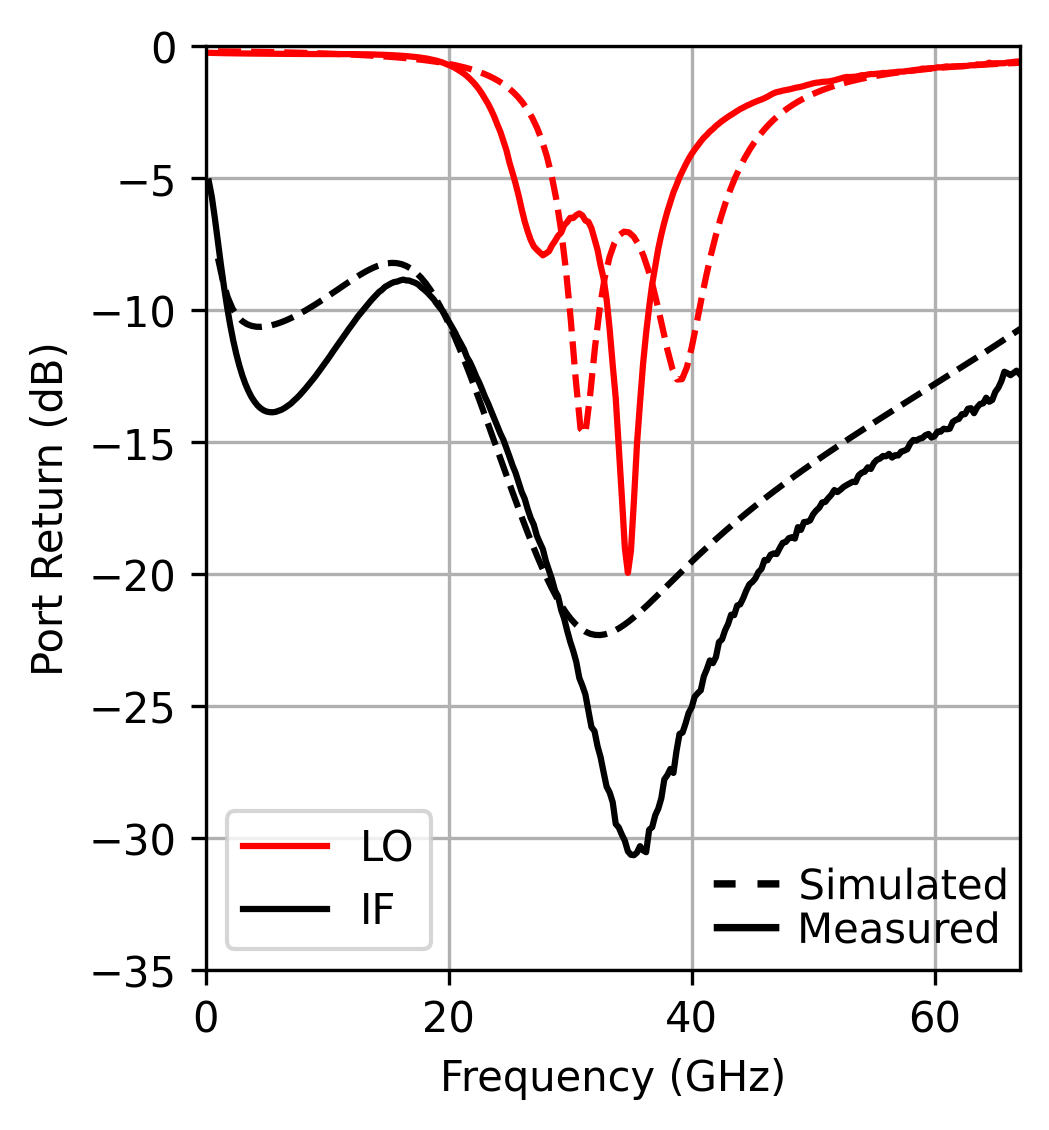 0
−5
−10
−15
−20
−25
−30
−35
Port Return (dB)
LO
IF
Simulated
Measured
0 20 40 60
Frequency (GHz)